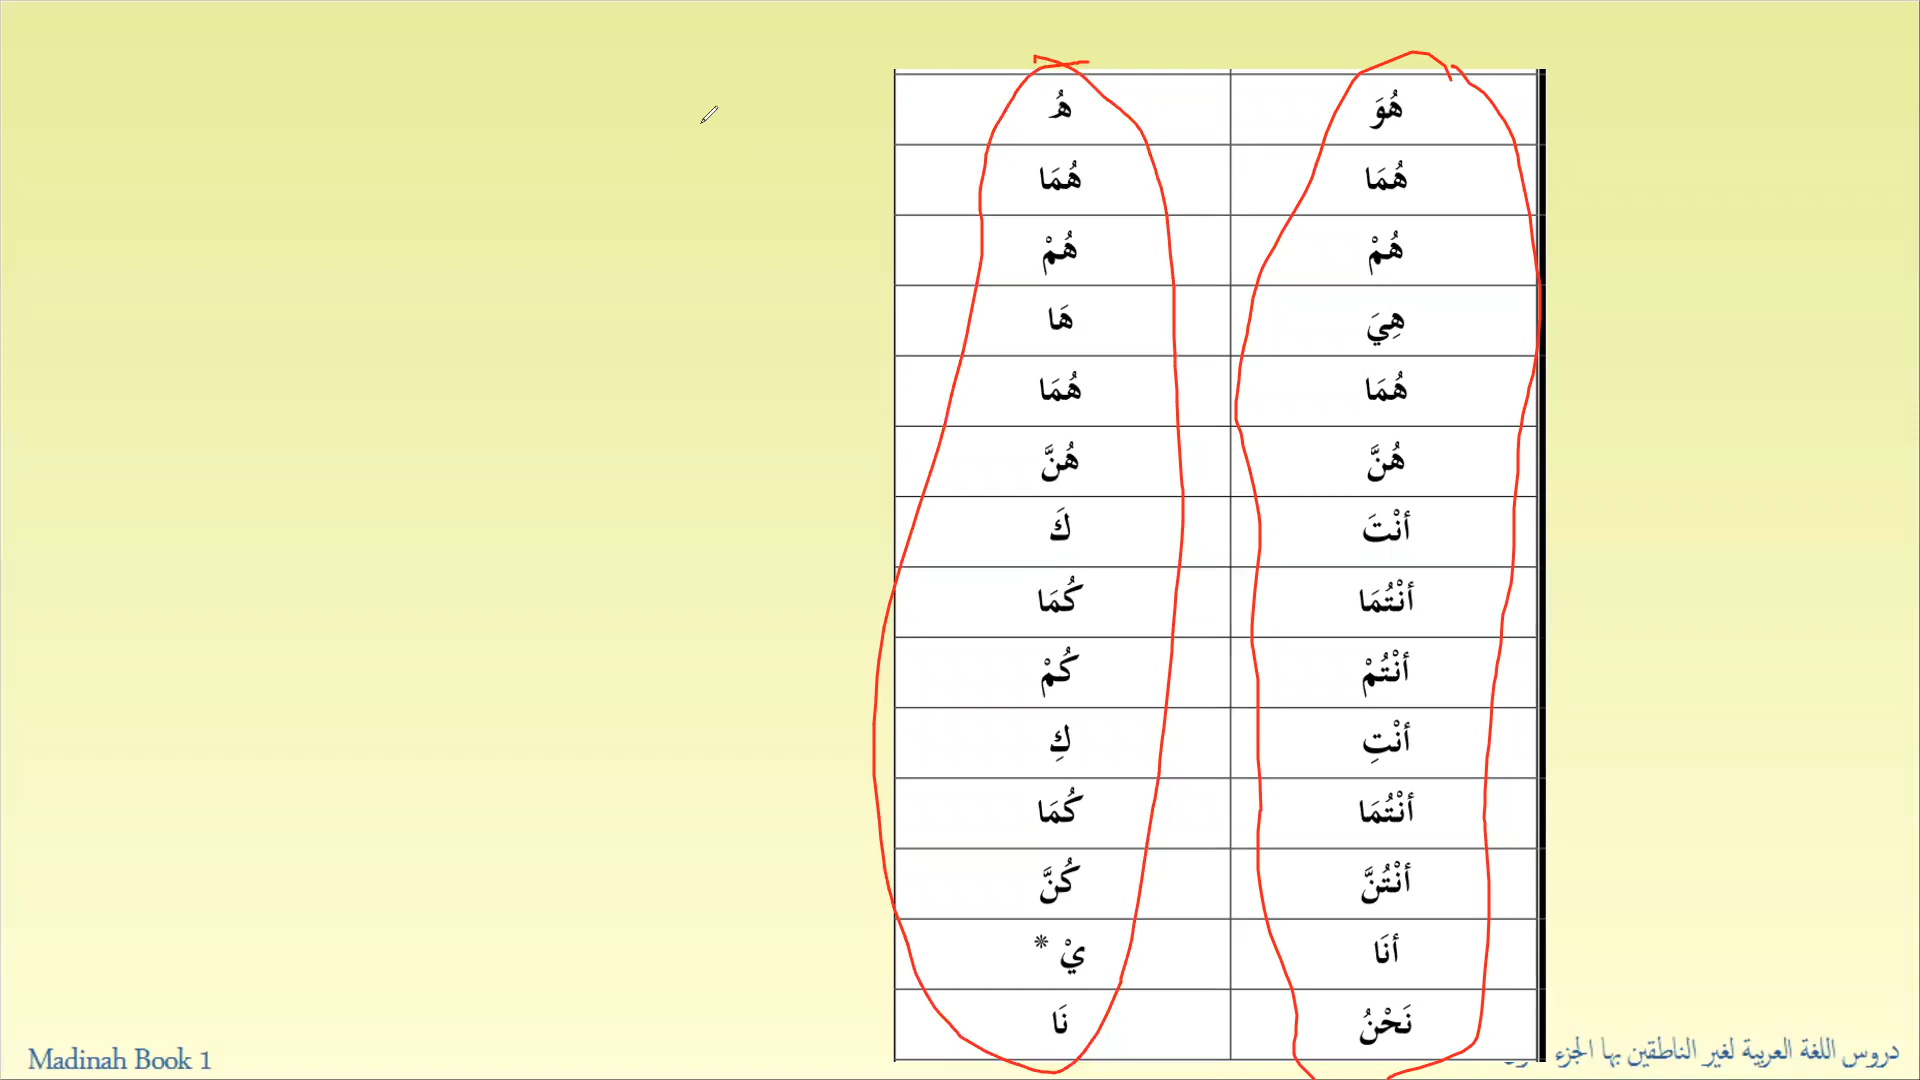 هُوَ هُ
هُمَا هُمَا
هُمْ هُمْ
هِيَ هَا
هُمَا هُمَا
هُنَّ هُنَّ
أنْتَ كَ
أنْتُمَا كُمَا
أنْتُمْ كُمْ
أنْتِ كِ
أنْتُمَا كُمَا
أنْتُنَّ كُنَّ
أنَا يْ *
نَحْنُ نَا
Madinah Book 1
دروس اللغة العربية لغير الناطقين بها الجزء